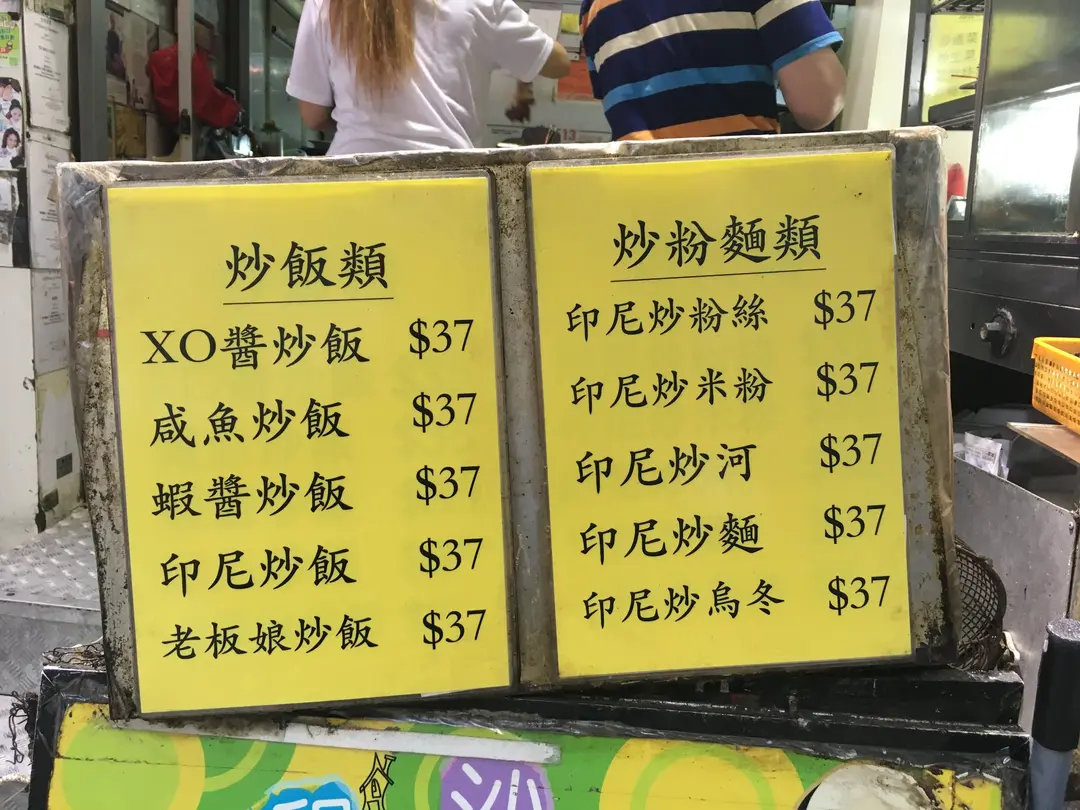 炒飯類
XO醬炒飯 $37
咸魚炒飯 $37
蝦醬炒飯 $37
印尼炒飯 $37
老板娘炒飯 $37
炒粉麵類
印尼炒粉絲 $37
印尼炒米粉 $37
印尼炒河 $37
印尼炒麵 $37
印尼炒烏冬 $37
13